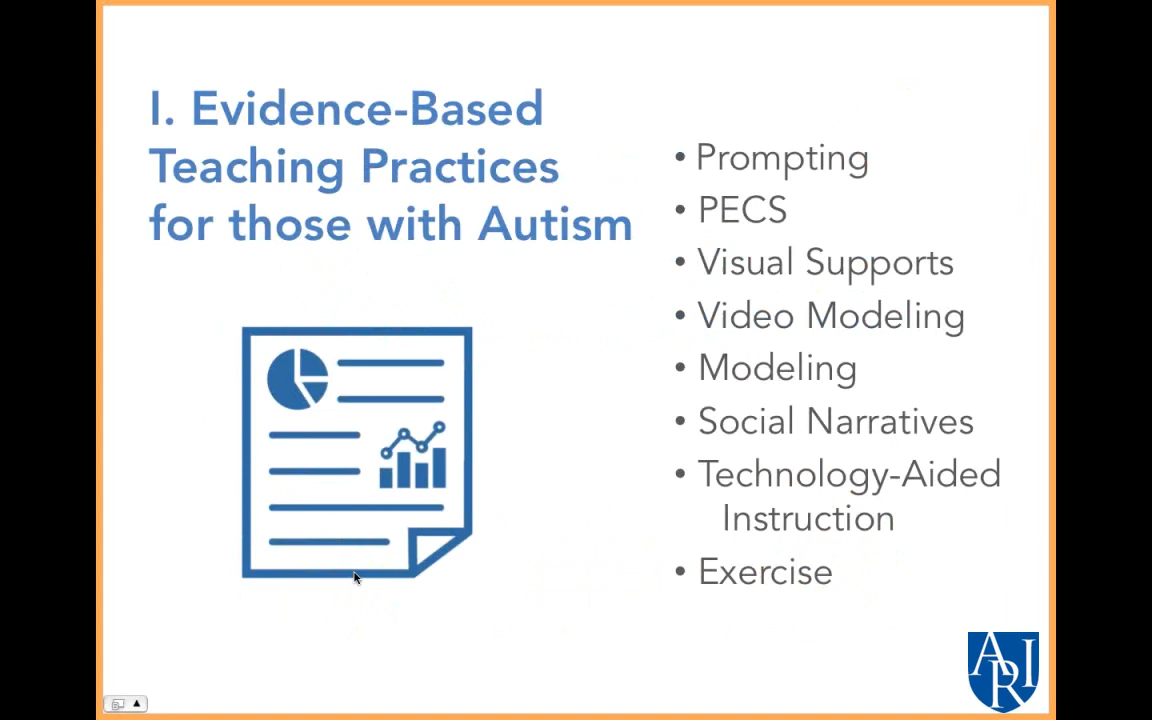 I. Evidence-Based
Teaching Practices
for those with Autism
• Prompting
• PECS
• Visual Supports
• Video Modeling
• Modeling
• Social Narratives
• Technology-Aided
Instruction
• Exercise
ARI